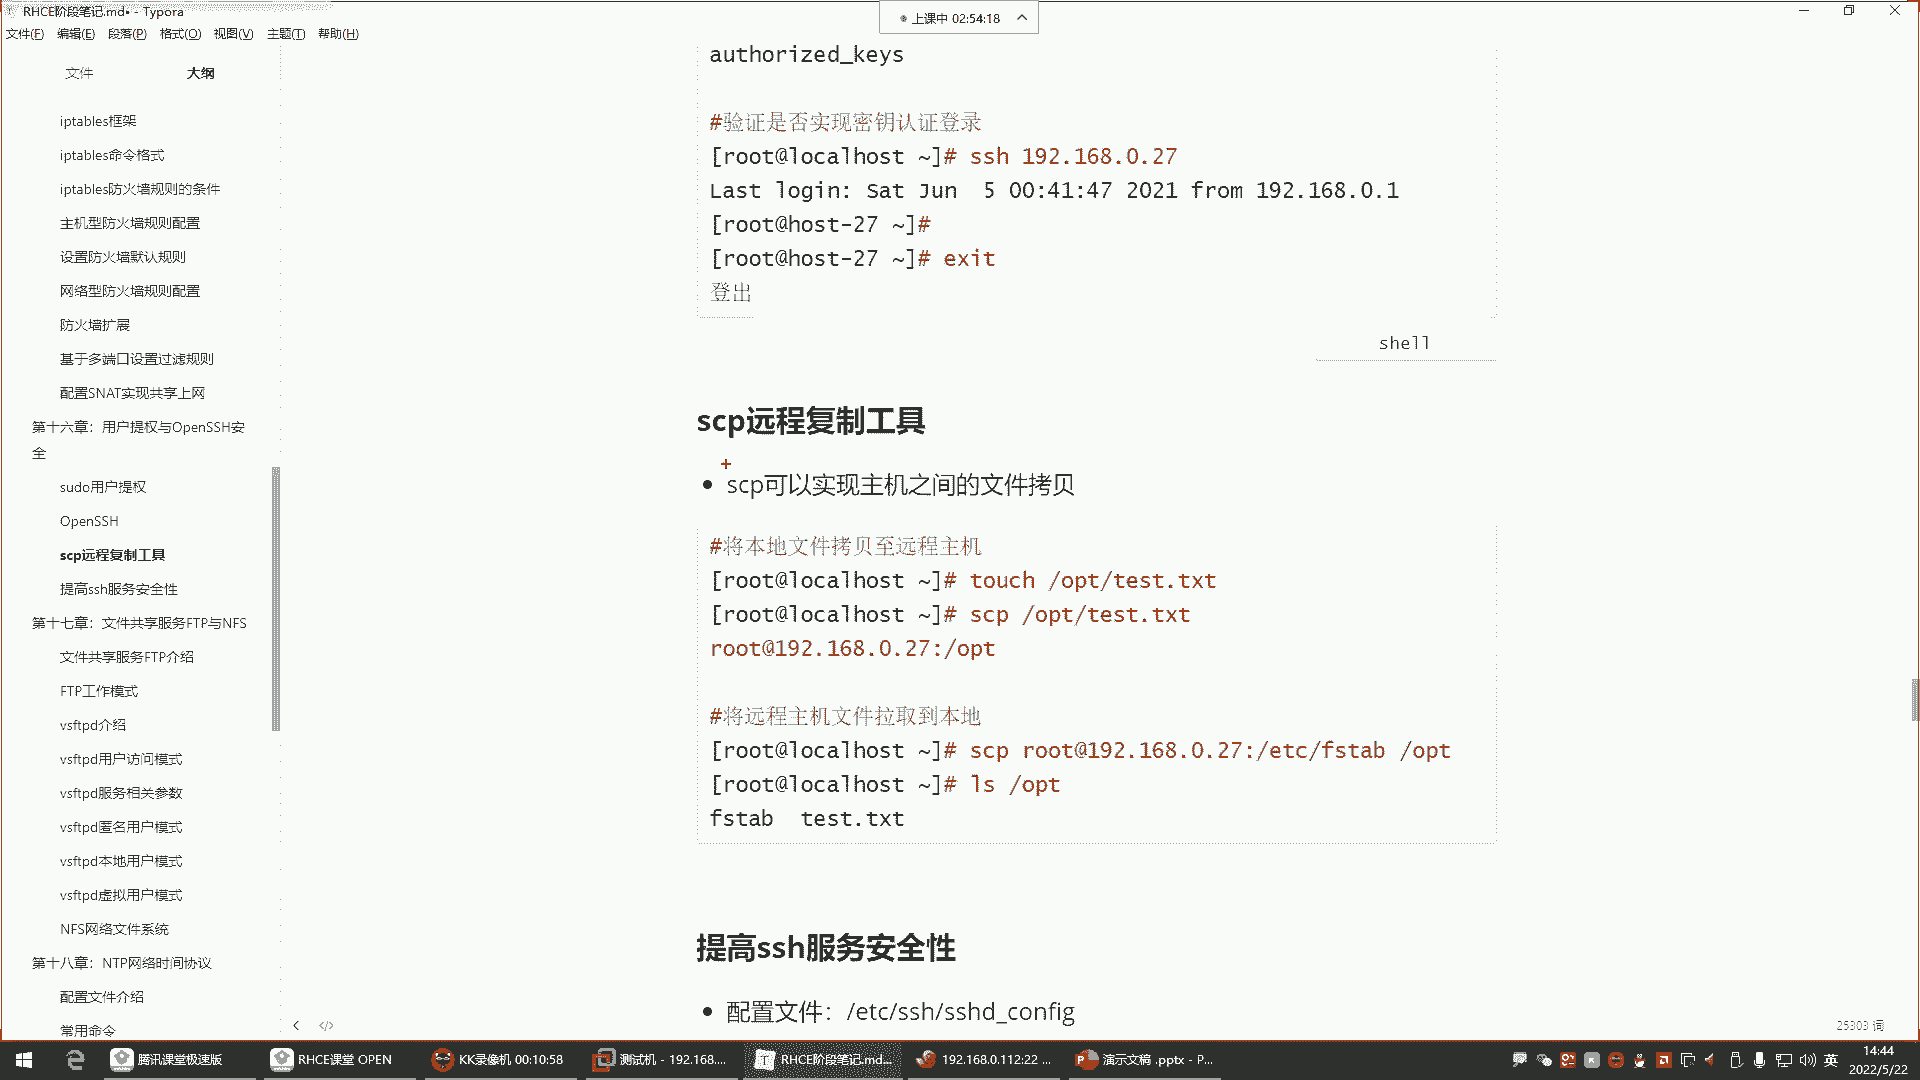 RHCE阶段笔记.md• - Typora
上课中 02:54:18
文件(F) 编辑(E) 段落(P) 格式(O) 视图(V) 主题(T) 帮助(H)
文件 大纲
iptables框架
iptables命令格式
iptables防火墙规则的条件
主机型防火墙规则配置
设置防火墙默认规则
网络型防火墙规则配置
防火墙扩展
基于多端口设置过滤规则
配置SNAT实现共享上网
第十六章：用户提权与OpenSSH安
全
sudo用户提权
OpenSSH
scp远程复制工具
提高ssh服务安全性
第十七章：文件共享服务FTP与NFS
文件共享服务FTP介绍
FTP工作模式
vsftpd介绍
vsftpd用户访问模式
vsftpd服务相关参数
vsftpd匿名用户模式
vsftpd本地用户模式
vsftpd虚拟用户模式
NFS网络文件系统
第十八章：NTP网络时间协议
配置文件介绍
常用命令
authorized_keys
#验证是否实现密钥认证登录
[root@localhost ~]# ssh 192.168.0.27
Last login: Sat Jun  5 00:41:47 2021 from 192.168.0.1
[root@host-27 ~]#
[root@host-27 ~]# exit
登出
shell
scp远程复制工具
• scp可以实现主机之间的文件拷贝
#将本地文件拷贝至远程主机
[root@localhost ~]# touch /opt/test.txt
[root@localhost ~]# scp /opt/test.txt
root@192.168.0.27:/opt
#将远程主机文件拉取到本地
[root@localhost ~]# scp root@192.168.0.27:/etc/fstab /opt
[root@localhost ~]# ls /opt
fstab  test.txt
提高ssh服务安全性
• 配置文件：/etc/ssh/sshd_config
25303 词
腾讯课堂极速版
RHCE课堂 OPEN
KK录像机 00:10:58
测试机 - 192.168....
RHCE阶段笔记.md...
192.168.0.112:22 ...
演示文稿 .pptx - P...
英
14:44
2022/5/22